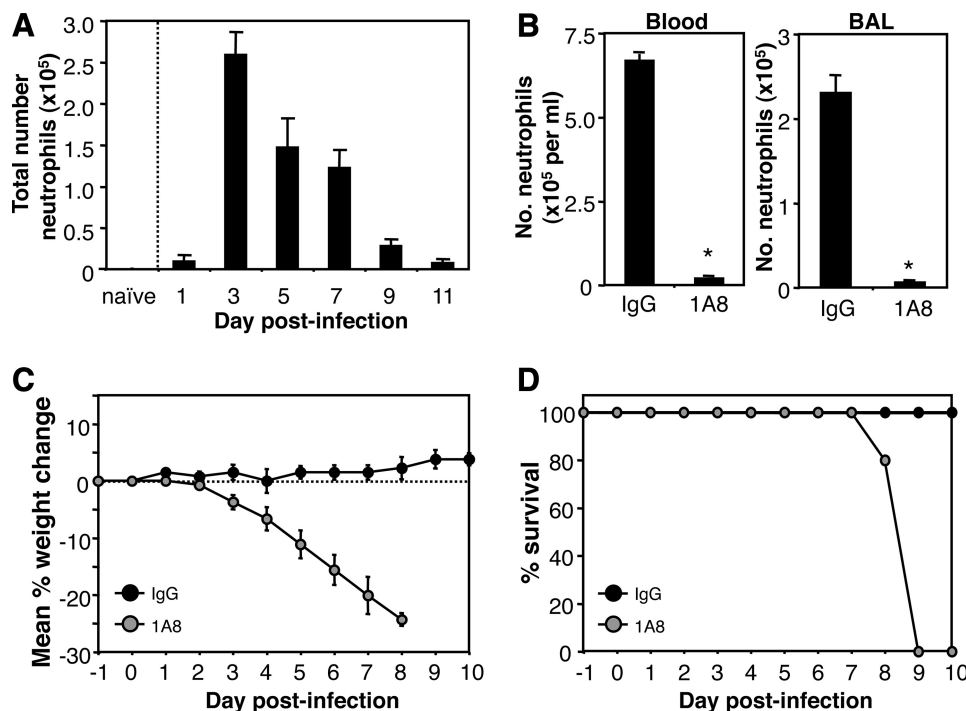 A
Total number
neutrophils (x10⁵)
3.0
2.5
1.5
1.0
0.5
0
naïve 1 3 5 7 9 11
Day post-infection
B
Blood
No. neutrophils
(x10⁵ per ml)
7.5
5.0
2.5
0
*
IgG 1A8
BAL
No. neutrophils (x10⁵)
3
2
1
0
*
IgG 1A8
C
Mean % weight change
10
0
-10
-20
-30
IgG
1A8
-1 0 1 2 3 4 5 6 7 8 9 10
Day post-infection
D
% survival
100
80
60
40
20
0
IgG
1A8
-1 0 1 2 3 4 5 6 7 8 9 10
Day post-infection